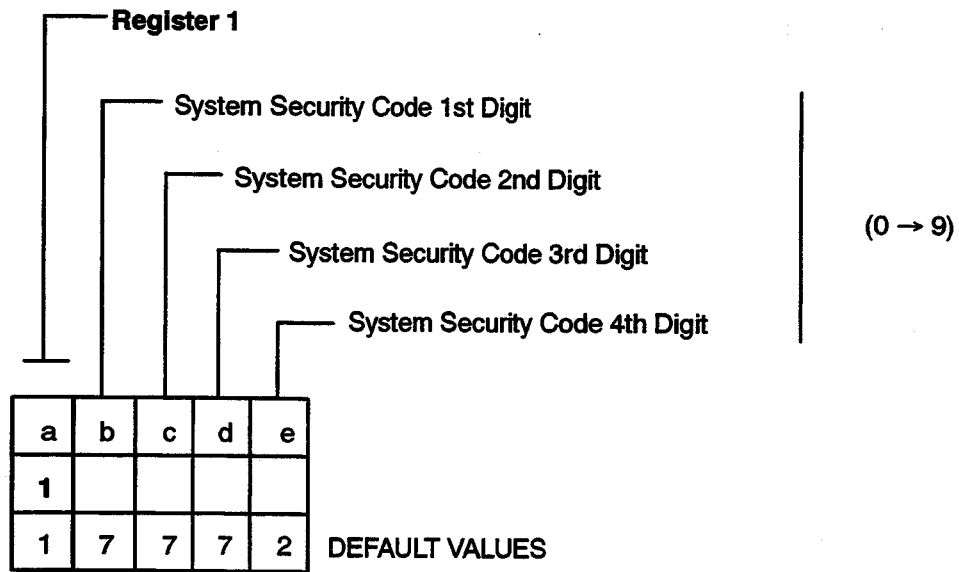 Register 1
System Security Code 1st Digit
System Security Code 2nd Digit
(0 → 9)
System Security Code 3rd Digit
System Security Code 4th Digit
a b c d e
1
1 7 7 7 2 DEFAULT VALUES